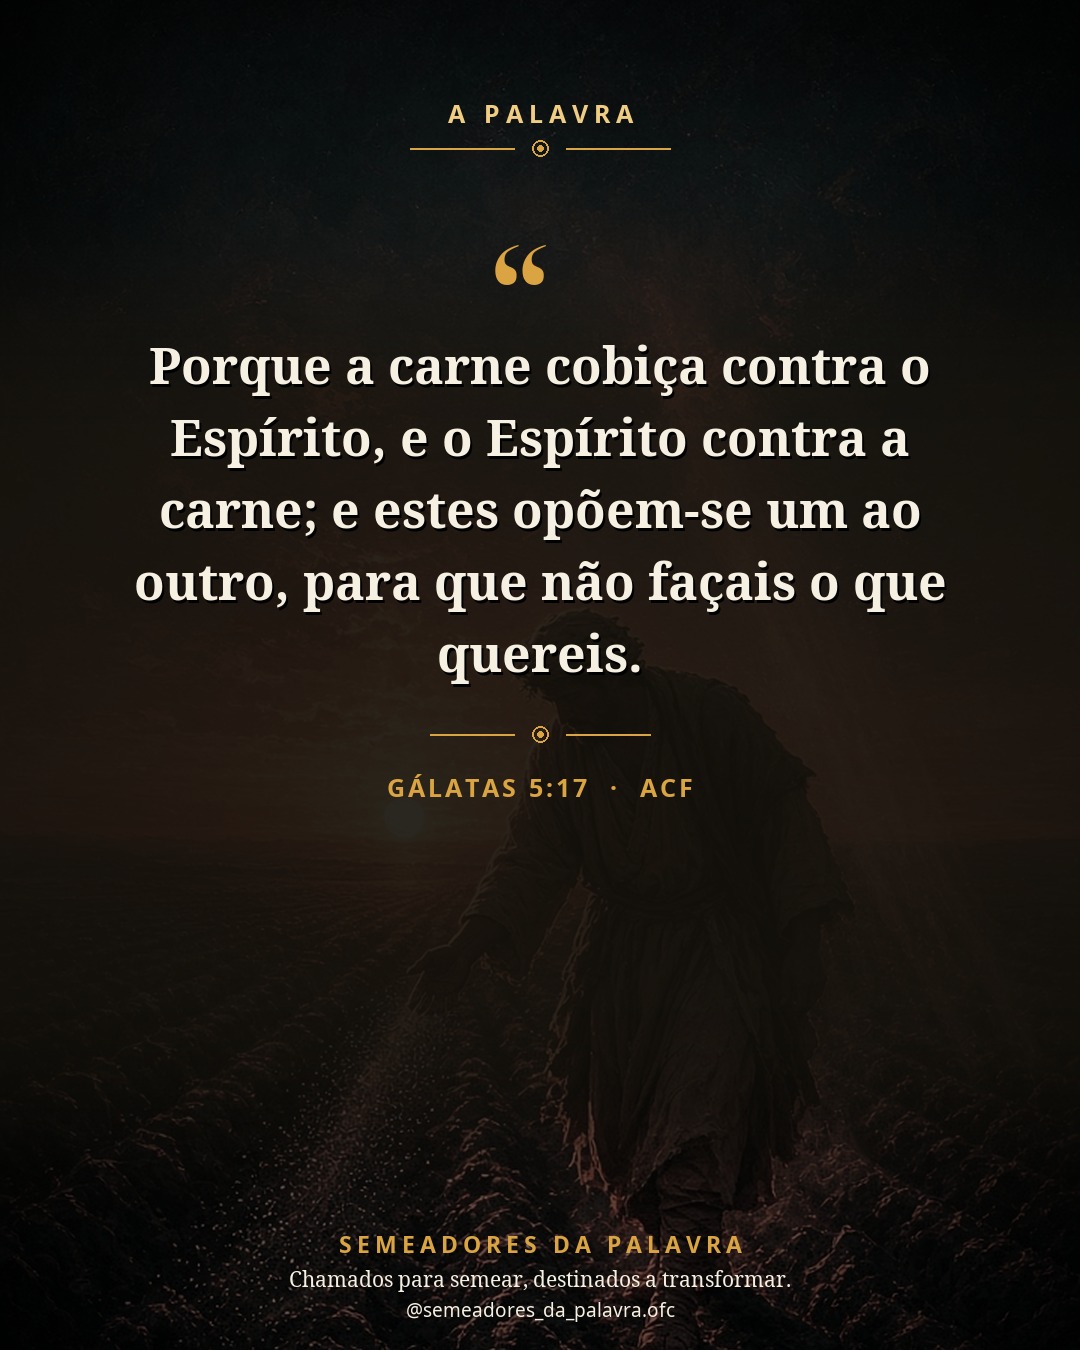 A PALAVRA
“
Porque a carne cobiça contra o
Espírito, e o Espírito contra a
carne; e estes opõem-se um ao
outro, para que não façais o que
quereis.
GÁLATAS 5:17 · ACF
SEMEADORES DA PALAVRA
Chamados para semear, destinados a transformar.
@semeadores_da_palavra.ofc